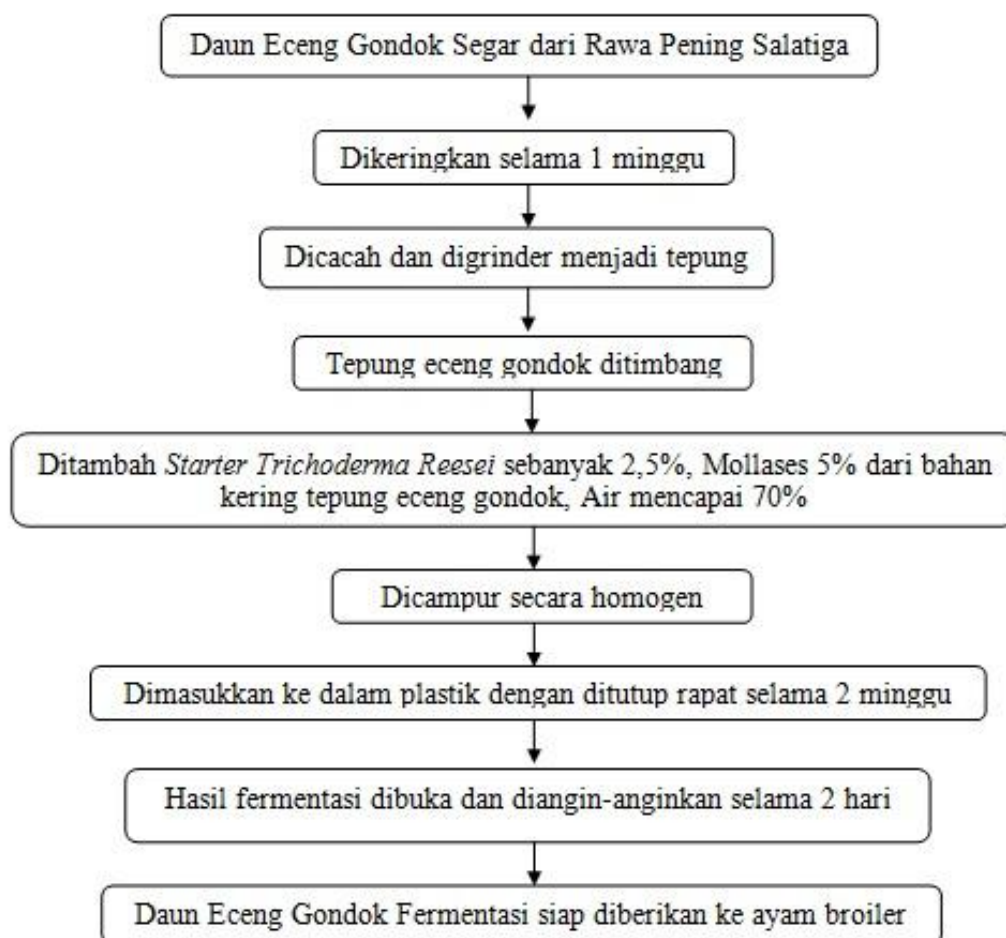 Daun Eceng Gondok Segar dari Rawa Pening Salatiga
Dikeringkan selama 1 minggu
Dicacah dan digrinder menjadi tepung
Tepung eceng gondok ditimbang
Ditambah Starter Trichoderma Reesei sebanyak 2,5%, Mollases 5% dari bahan
kering tepung eceng gondok, Air mencapai 70%
Dicampur secara homogen
Dimasukkan ke dalam plastik dengan ditutup rapat selama 2 minggu
Hasil fermentasi dibuka dan diangin-anginkan selama 2 hari
Daun Eceng Gondok Fermentasi siap diberikan ke ayam broiler